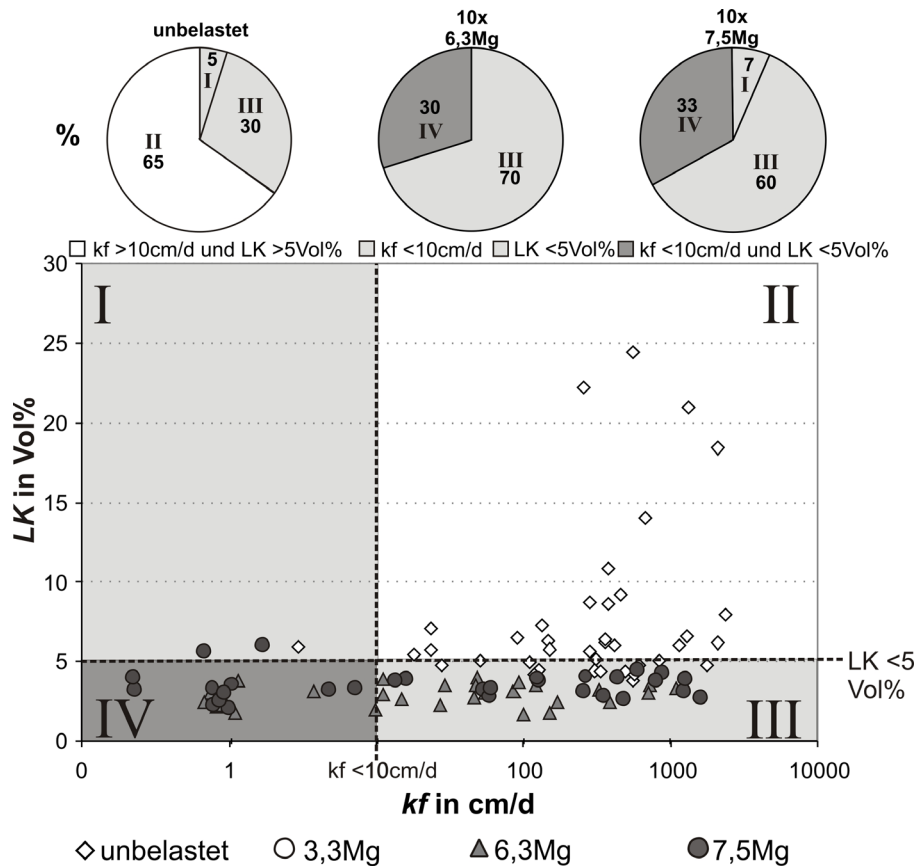 unbelastet
10x
6,3Mg
10x
7,5Mg
%
5
I
III
30
II
65
30
IV
III
70
7
I
33
IV
III
60
kf >10cm/d und LK >5Vol% kf <10cm/d LK <5Vol% kf <10cm/d und LK <5Vol%
LK in Vol%
30
25
20
15
10
5
0
I
II
IV
III
LK <5
Vol%
0 1 kf <10cm/d 100 1000 10000
kf in cm/d
unbelastet 3,3Mg 6,3Mg 7,5Mg